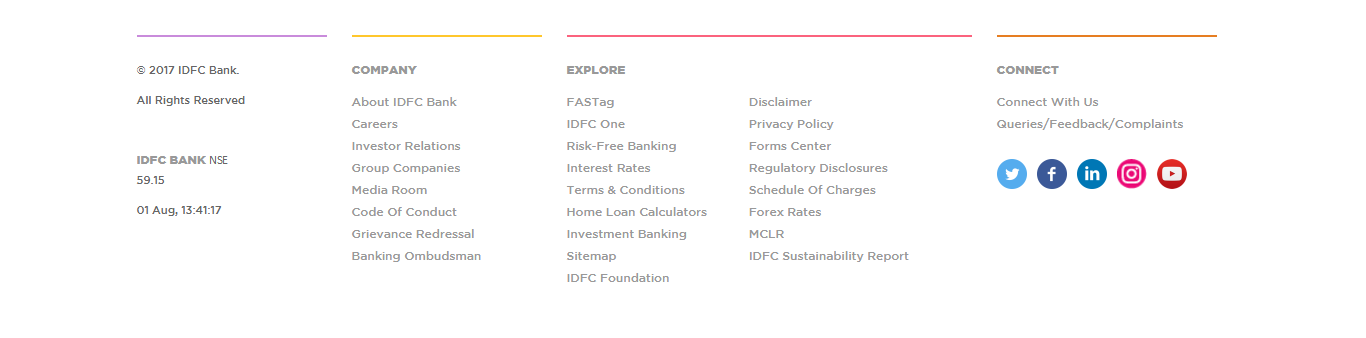 © 2017 IDFC Bank.
All Rights Reserved
IDFC BANK NSE
59.15
01 Aug, 13:41:17
COMPANY
About IDFC Bank
Careers
Investor Relations
Group Companies
Media Room
Code Of Conduct
Grievance Redressal
Banking Ombudsman
EXPLORE
FASTag
IDFC One
Risk-Free Banking
Interest Rates
Terms & Conditions
Home Loan Calculators
Investment Banking
Sitemap
IDFC Foundation
Disclaimer
Privacy Policy
Forms Center
Regulatory Disclosures
Schedule Of Charges
Forex Rates
MCLR
IDFC Sustainability Report
CONNECT
Connect With Us
Queries/Feedback/Complaints